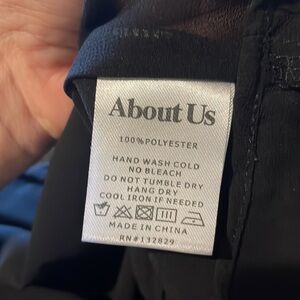 About Us
100%POLYESTER
HAND WASH COLD
NO BLEACH
DO NOT TUMBLE DRY
HANG DRY
COOL IRON IF NEEDED
MADE IN CHINA
RN#132829